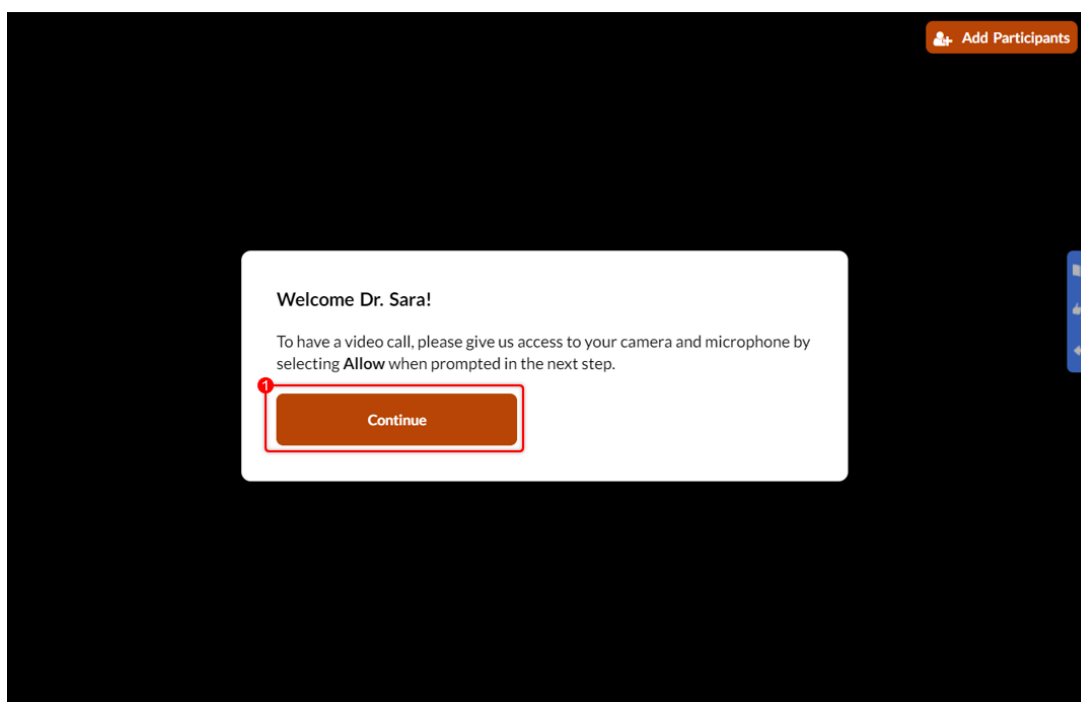 Add Participants
Welcome Dr. Sara!
To have a video call, please give us access to your camera and microphone by
selecting Allow when prompted in the next step.
1
Continue